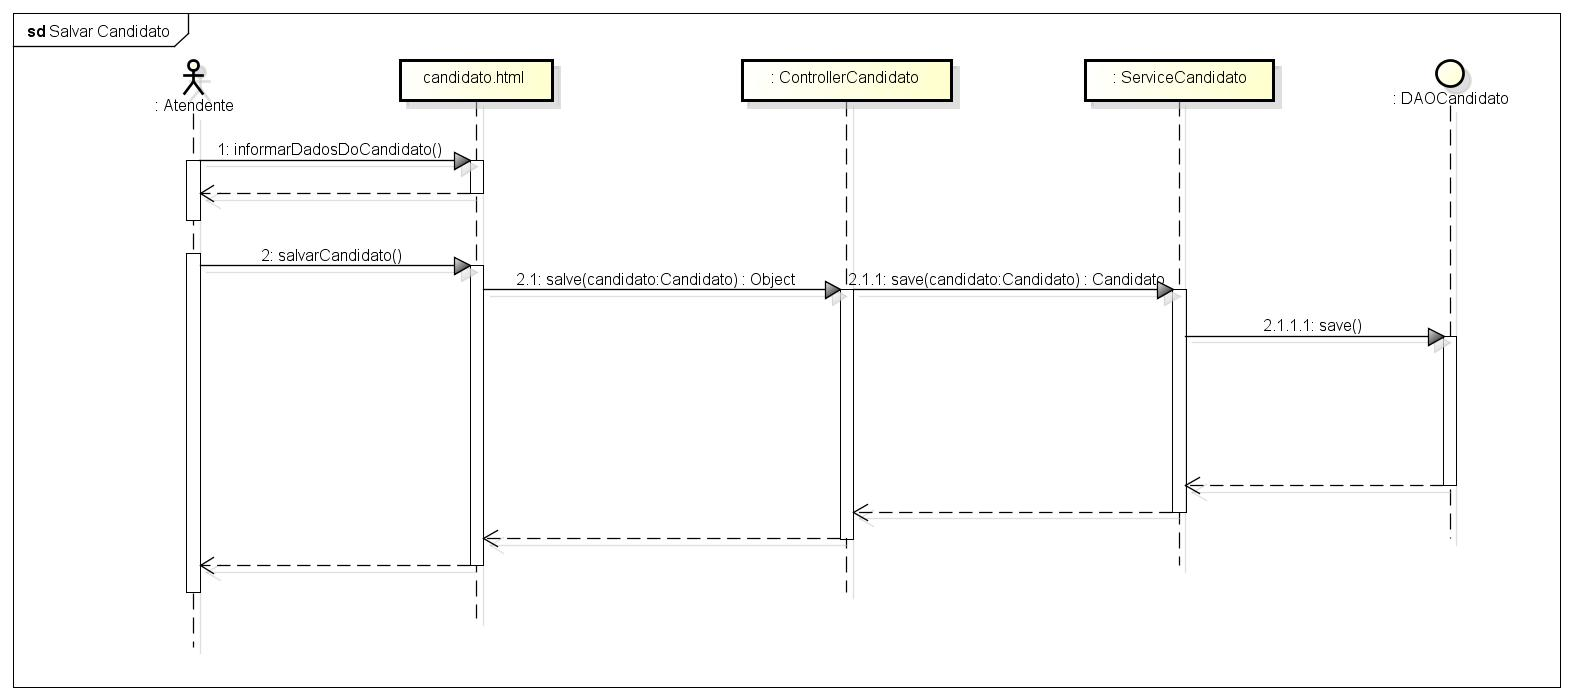 sd Salvar Candidato
: Atendente
candidato.html
: ControllerCandidato
: ServiceCandidato
: DAOCandidato
1: informarDadosDoCandidato()
2: salvarCandidato()
2.1: salve(candidato:Candidato) : Object
2.1.1: save(candidato:Candidato) : Candidato
2.1.1.1: save()